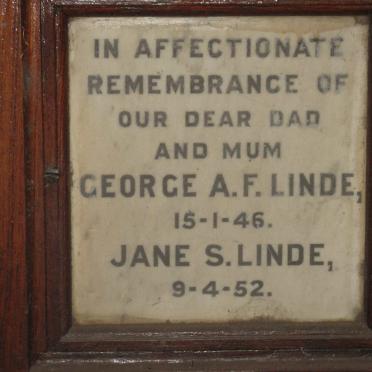 IN AFFECTIONATE
REMEMBRANCE OF
OUR DEAR DAD
AND MUM
GEORGE A.F. LINDE,
15-1-46.
JANE S. LINDE,
9-4-52.